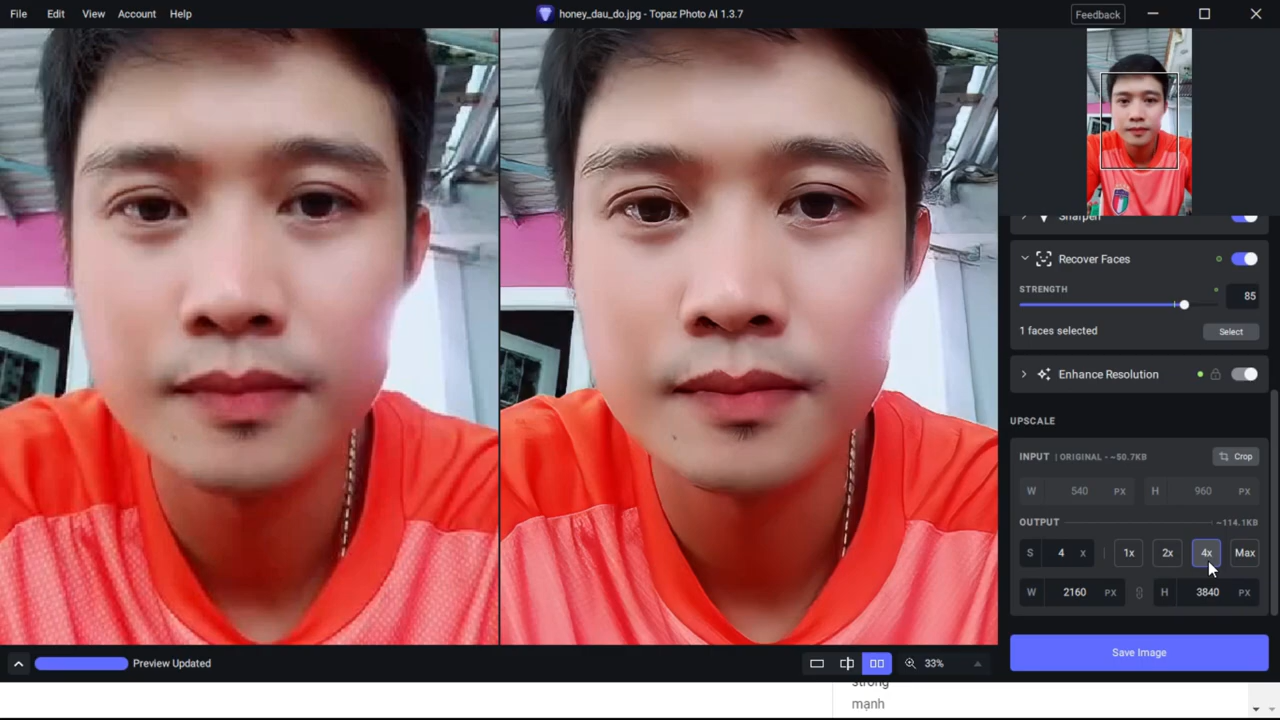 File Edit View Account Help
honey_dau_do.jpg - Topaz Photo AI 1.3.7
Feedback
Sharpen
Recover Faces
STRENGTH
85
1 faces selected
Select
Enhance Resolution
UPSCALE
INPUT | ORIGINAL - ~50.7KB
Crop
W 540 PX H 960 PX
OUTPUT ~114.1KB
S 4 x 1x 2x 4x Max
W 2160 PX H 3840 PX
Save Image
Preview Updated
33%
strong
mạnh